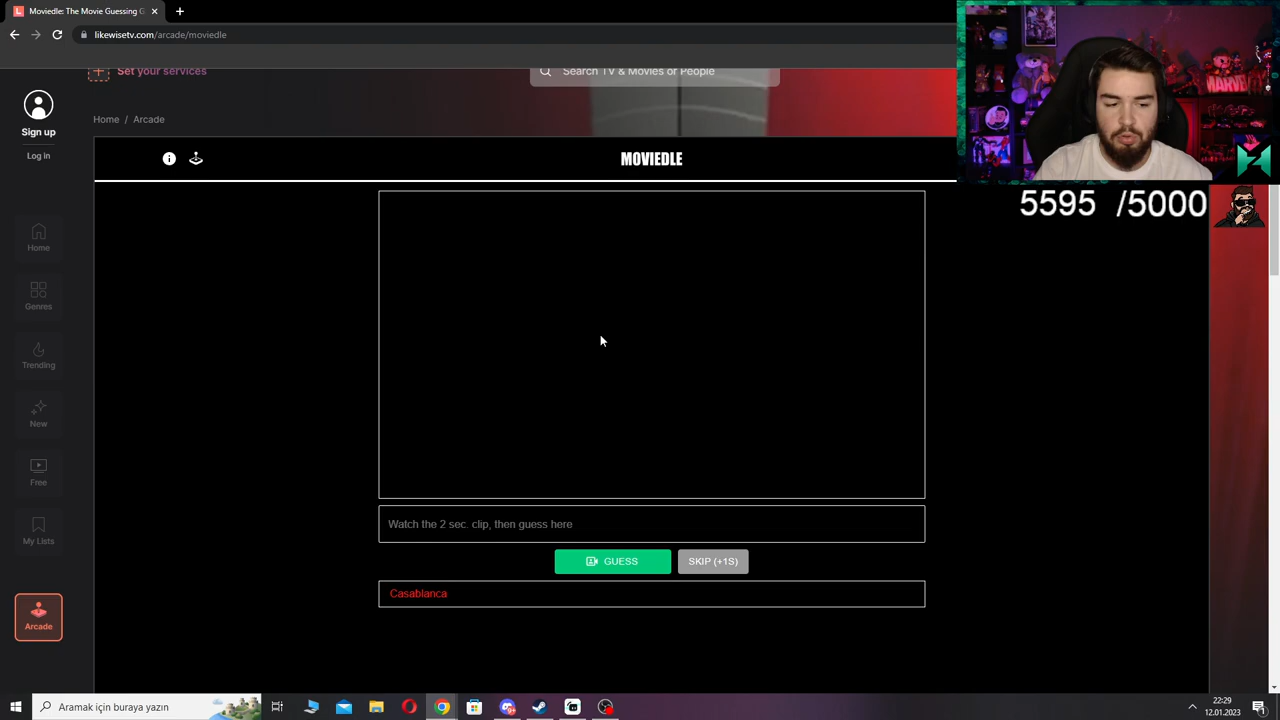 Moviedle: The Movie Guessing G
likewisetv.com/arcade/moviedle
Set your services
Search TV & Movies or People
Sign up
Log in
Home / Arcade
MOVIEDLE
MARVEL
5595 /5000
Home
Genres
Trending
New
Free
My Lists
Arcade
Watch the 2 sec. clip, then guess here
GUESS
SKIP (+1S)
Casablanca
Aramak için buraya yazın
22:29
12.01.2023